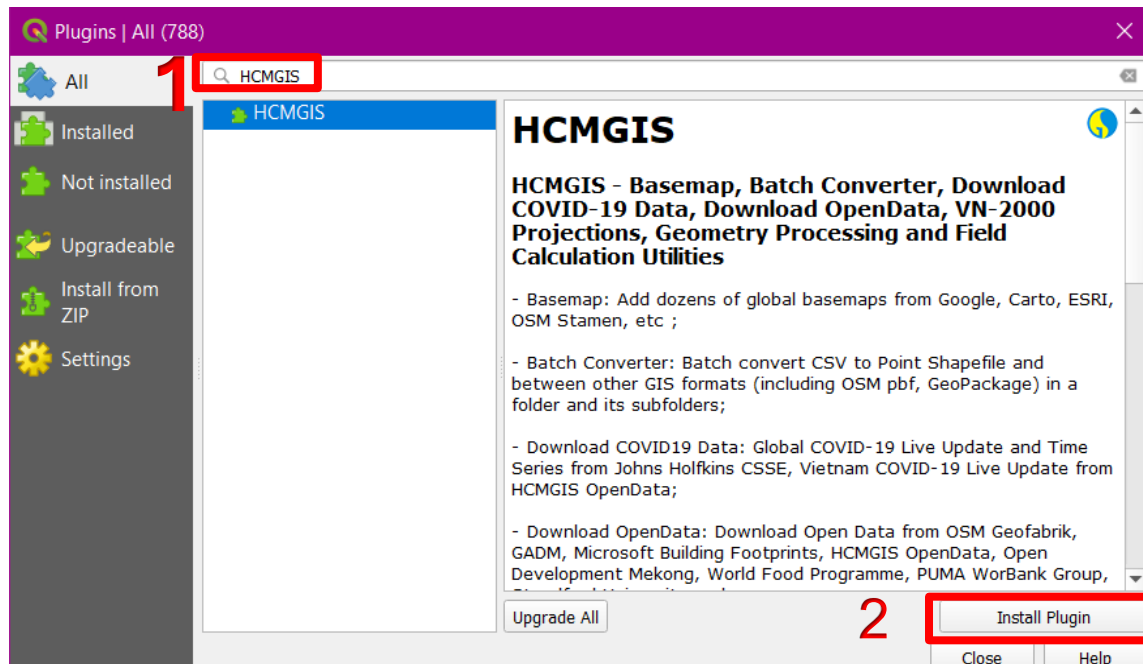 Plugins | All (788)
1
All
HCMGIS
Installed
Not installed
Upgradeable
Install from
ZIP
Settings
HCMGIS
HCMGIS
HCMGIS - Basemap, Batch Converter, Download
COVID-19 Data, Download OpenData, VN-2000
Projections, Geometry Processing and Field
Calculation Utilities
- Basemap: Add dozens of global basemaps from Google, Carto, ESRI,
OSM Stamen, etc ;
- Batch Converter: Batch convert CSV to Point Shapefile and
between other GIS formats (including OSM pbf, GeoPackage) in a
folder and its subfolders;
- Download COVID19 Data: Global COVID-19 Live Update and Time
Series from Johns Holfkins CSSE, Vietnam COVID-19 Live Update from
HCMGIS OpenData;
- Download OpenData: Download Open Data from OSM Geofabrik,
GADM, Microsoft Building Footprints, HCMGIS OpenData, Open
Development Mekong, World Food Programme, PUMA WorBank Group,
Upgrade All
2
Install Plugin
Close
Help